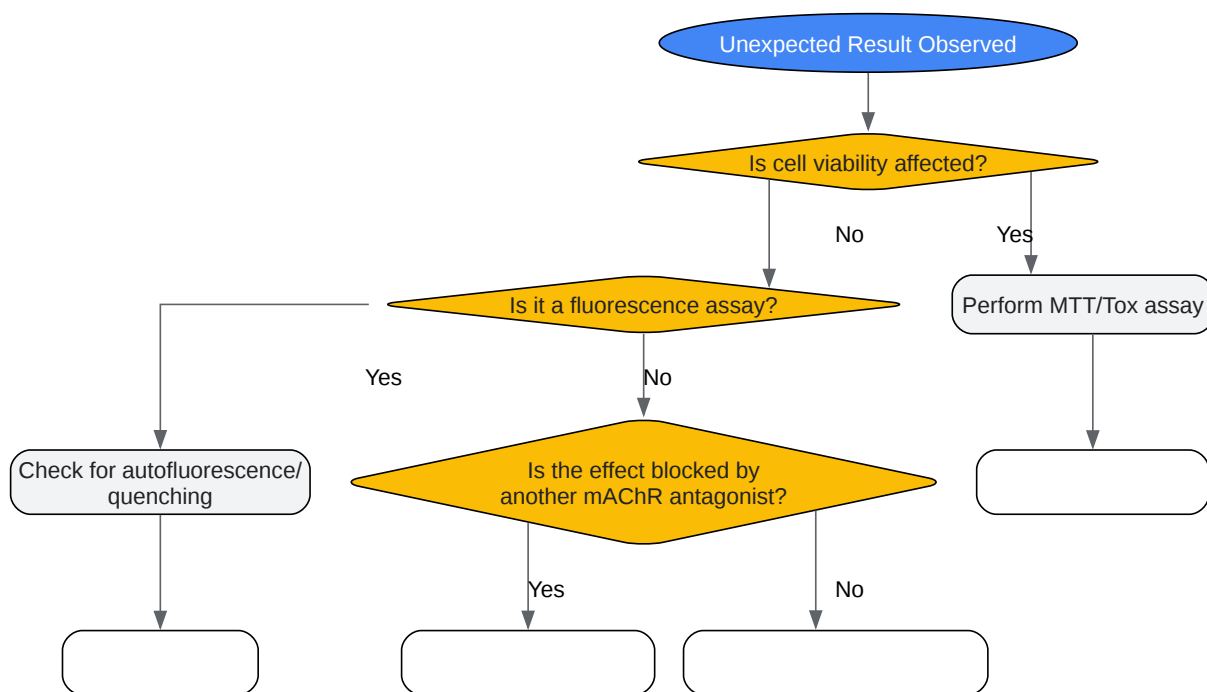 Unexpected Result Observed
Is cell viability affected?
No
Yes
Is it a fluorescence assay?
Perform MTT/Tox assay
Yes
No
Check for autofluorescence/
quenching
Is the effect blocked by
another mAChR antagonist?
Yes
No